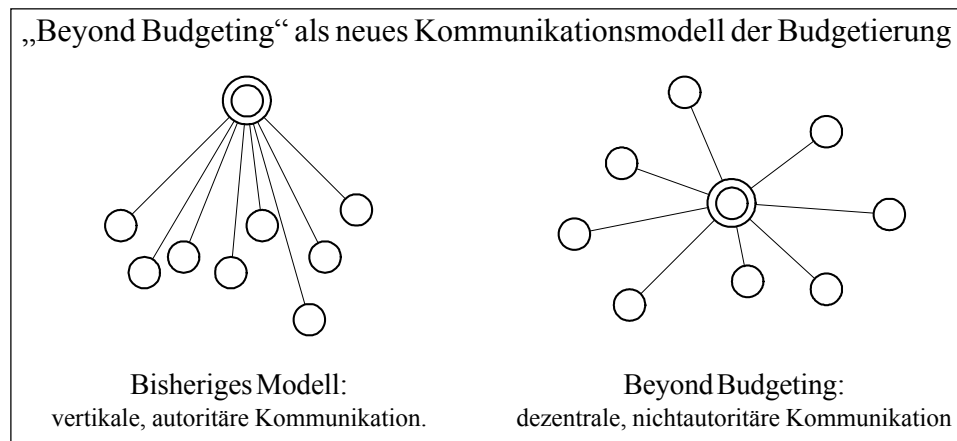 „Beyond Budgeting“ als neues Kommunikationsmodell der Budgetierung
Bisheriges Modell:
vertikale, autoritäre Kommunikation.
Beyond Budgeting:
dezentrale, nichtautoritäre Kommunikation